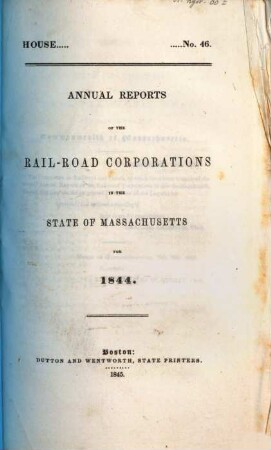 HOUSE..... .....No. 46.
ANNUAL REPORTS
OF THE
RAIL-ROAD CORPORATIONS
IN THE
STATE OF MASSACHUSETTS
FOR
1844.
Boston:
DUTTON AND WENTWORTH, STATE PRINTERS.
1845.